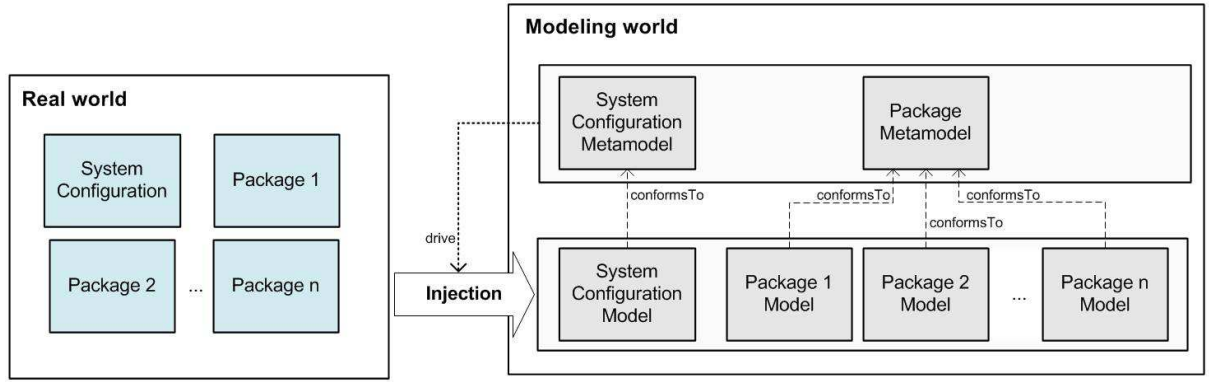 Real world
System
Configuration
Package 1
Package 2
...
Package n
drive
Injection
Modeling world
System
Configuration
Metamodel
Package
Metamodel
conformsTo
conformsTo
conformsTo
conformsTo
System
Configuration
Model
Package 1
Model
Package 2
Model
...
Package n
Model